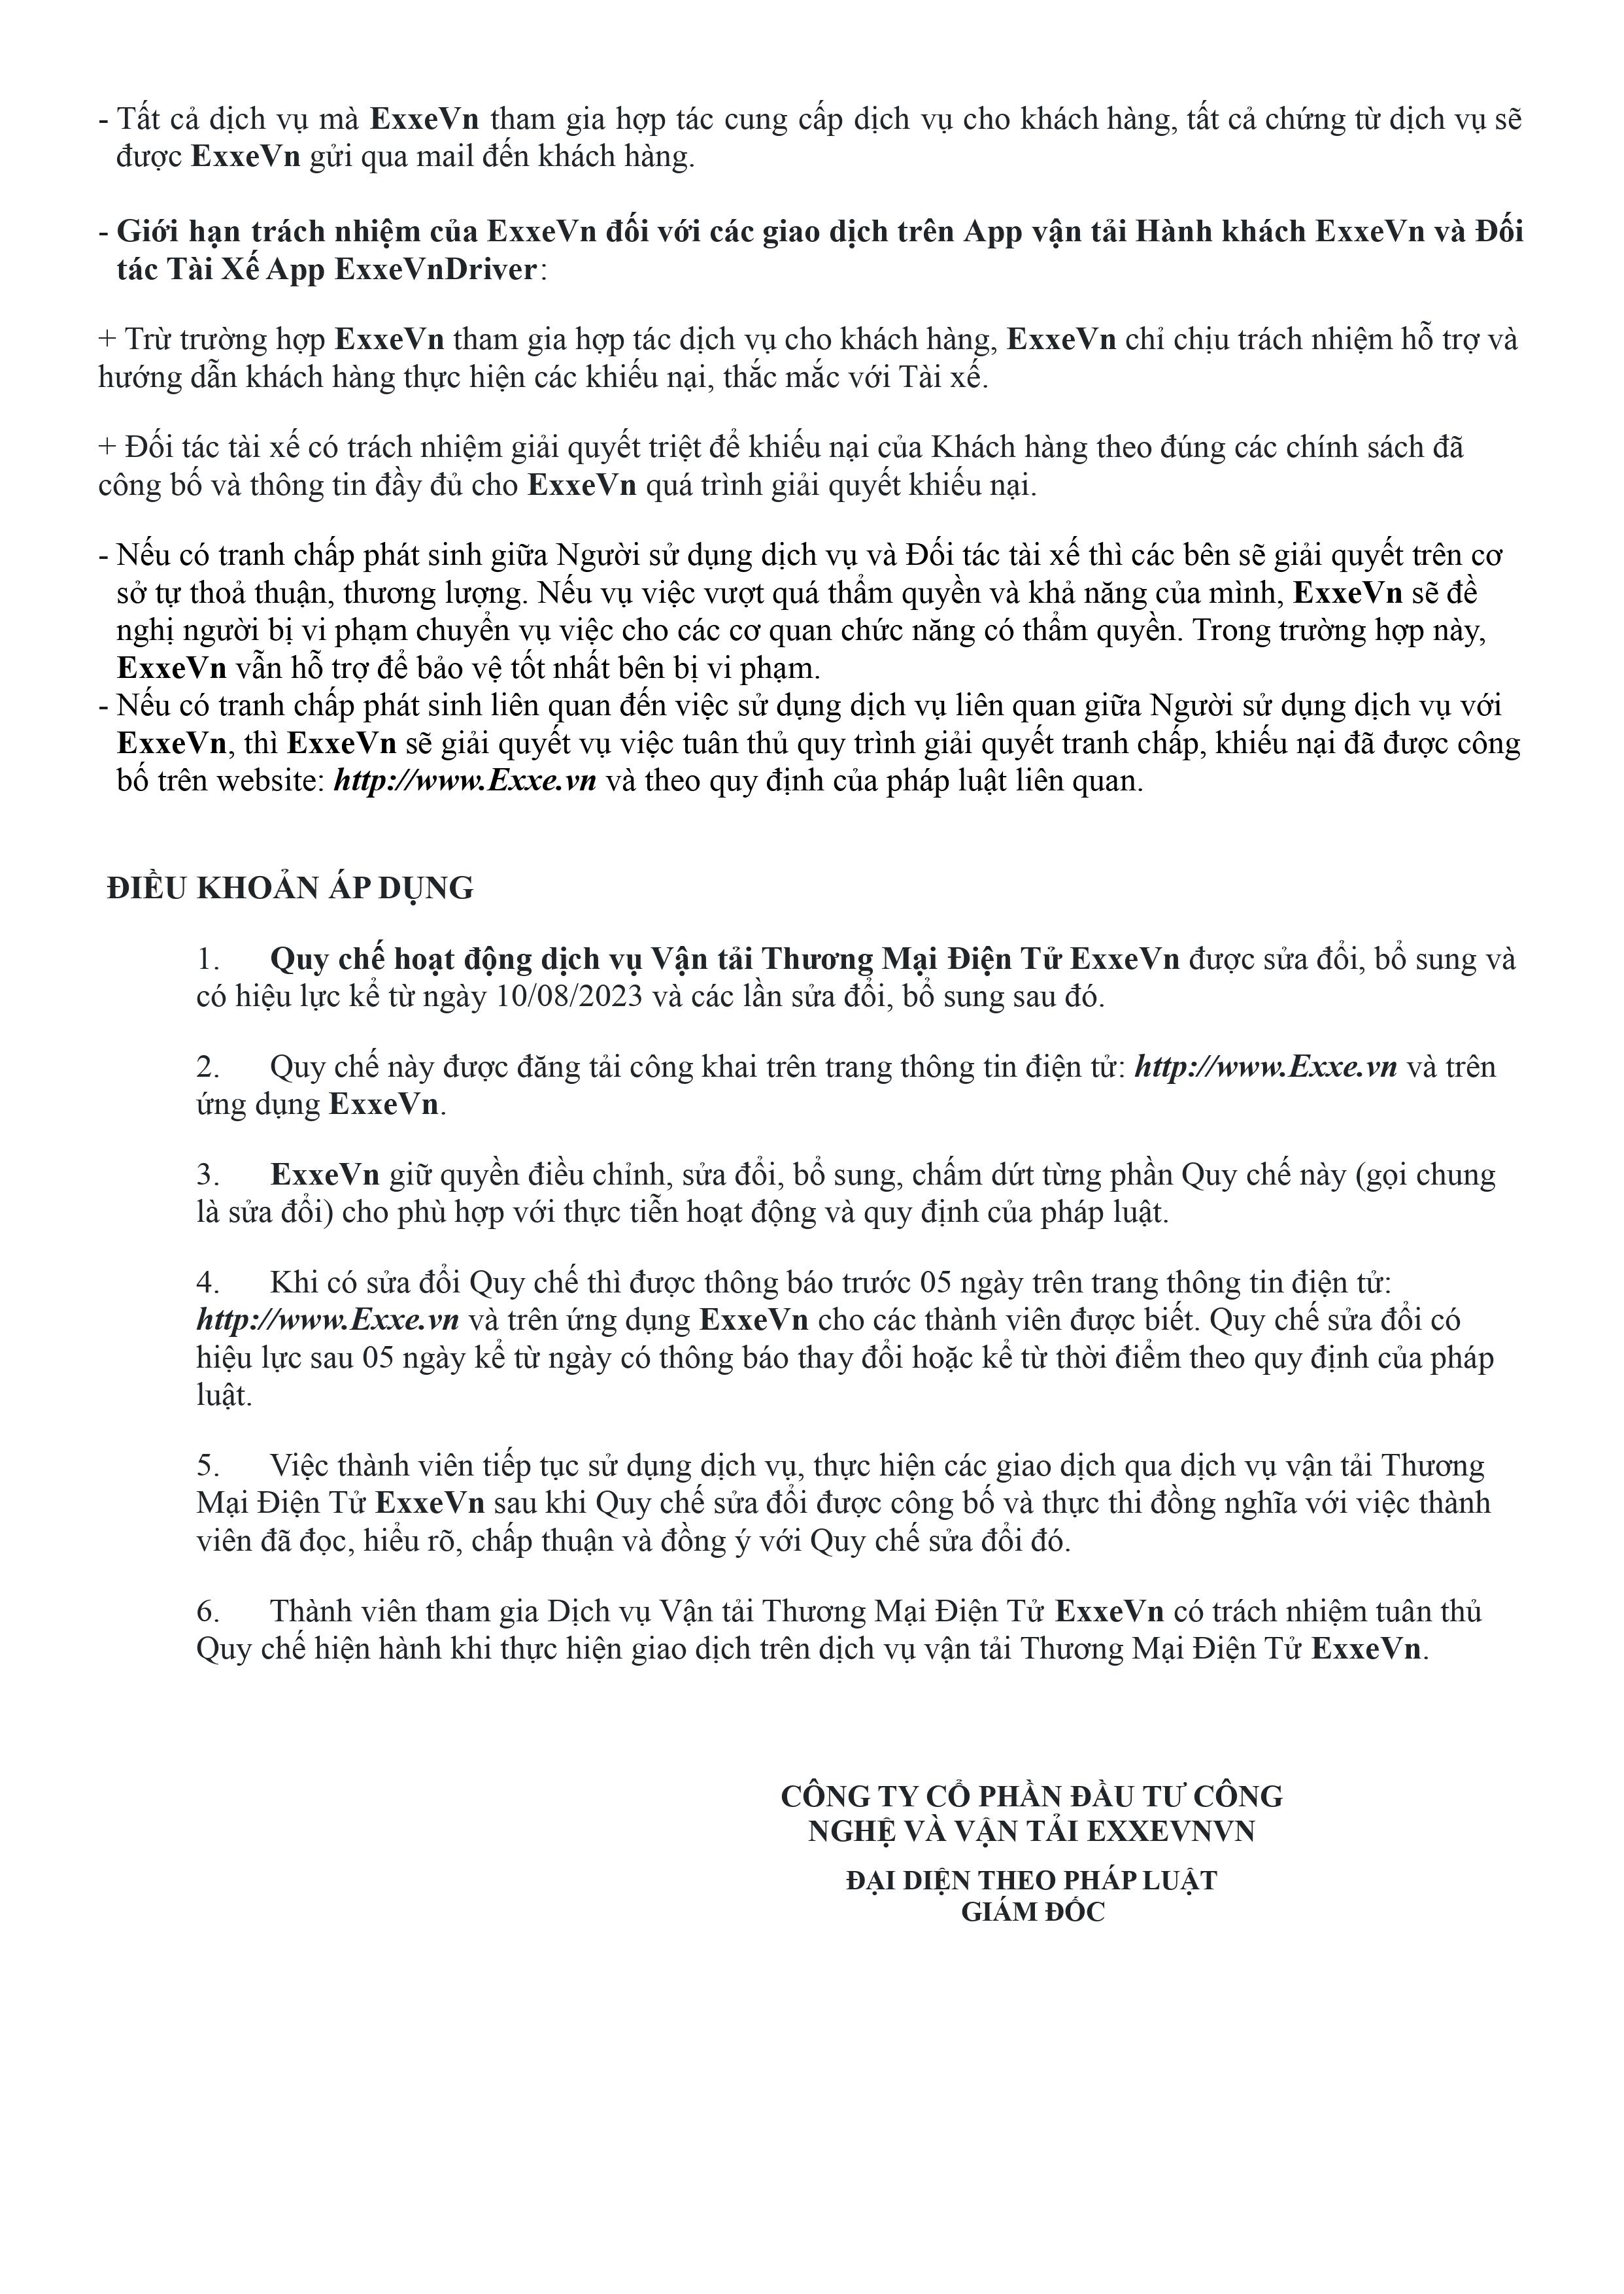 - Tất cả dịch vụ mà ExxeVn tham gia hợp tác cung cấp dịch vụ cho khách hàng, tất cả chứng từ dịch vụ sẽ
được ExxeVn gửi qua mail đến khách hàng.
- Giới hạn trách nhiệm của ExxeVn đối với các giao dịch trên App vận tải Hành khách ExxeVn và Đối
tác Tài Xế App ExxeVnDriver:
+ Trừ trường hợp ExxeVn tham gia hợp tác dịch vụ cho khách hàng, ExxeVn chỉ chịu trách nhiệm hỗ trợ và
hướng dẫn khách hàng thực hiện các khiếu nại, thắc mắc với Tài xế.
+ Đối tác tài xế có trách nhiệm giải quyết triệt để khiếu nại của Khách hàng theo đúng các chính sách đã
công bố và thông tin đầy đủ cho ExxeVn quá trình giải quyết khiếu nại.
- Nếu có tranh chấp phát sinh giữa Người sử dụng dịch vụ và Đối tác tài xế thì các bên sẽ giải quyết trên cơ
sở tự thoả thuận, thương lượng. Nếu vụ việc vượt quá thẩm quyền và khả năng của mình, ExxeVn sẽ đề
nghị người bị vi phạm chuyển vụ việc cho các cơ quan chức năng có thẩm quyền. Trong trường hợp này,
ExxeVn vẫn hỗ trợ để bảo vệ tốt nhất bên bị vi phạm.
- Nếu có tranh chấp phát sinh liên quan đến việc sử dụng dịch vụ liên quan giữa Người sử dụng dịch vụ với
ExxeVn, thì ExxeVn sẽ giải quyết vụ việc tuân thủ quy trình giải quyết tranh chấp, khiếu nại đã được công
bố trên website: http://www.Exxe.vn và theo quy định của pháp luật liên quan.
ĐIỀU KHOẢN ÁP DỤNG
1. Quy chế hoạt động dịch vụ Vận tải Thương Mại Điện Tử ExxeVn được sửa đổi, bổ sung và
có hiệu lực kể từ ngày 10/08/2023 và các lần sửa đổi, bổ sung sau đó.
2. Quy chế này được đăng tải công khai trên trang thông tin điện tử: http://www.Exxe.vn và trên
ứng dụng ExxeVn.
3. ExxeVn giữ quyền điều chỉnh, sửa đổi, bổ sung, chấm dứt từng phần Quy chế này (gọi chung
là sửa đổi) cho phù hợp với thực tiễn hoạt động và quy định của pháp luật.
4. Khi có sửa đổi Quy chế thì được thông báo trước 05 ngày trên trang thông tin điện tử:
http://www.Exxe.vn và trên ứng dụng ExxeVn cho các thành viên được biết. Quy chế sửa đổi có
hiệu lực sau 05 ngày kể từ ngày có thông báo thay đổi hoặc kể từ thời điểm theo quy định của pháp
luật.
5. Việc thành viên tiếp tục sử dụng dịch vụ, thực hiện các giao dịch qua dịch vụ vận tải Thương
Mại Điện Tử ExxeVn sau khi Quy chế sửa đổi được công bố và thực thi đồng nghĩa với việc thành
viên đã đọc, hiểu rõ, chấp thuận và đồng ý với Quy chế sửa đổi đó.
6. Thành viên tham gia Dịch vụ Vận tải Thương Mại Điện Tử ExxeVn có trách nhiệm tuân thủ
Quy chế hiện hành khi thực hiện giao dịch trên dịch vụ vận tải Thương Mại Điện Tử ExxeVn.
CÔNG TY CỔ PHẦN ĐẦU TƯ CÔNG
NGHỆ VÀ VẬN TẢI EXXEVNVN
ĐẠI DIỆN THEO PHÁP LUẬT
GIÁM ĐỐC